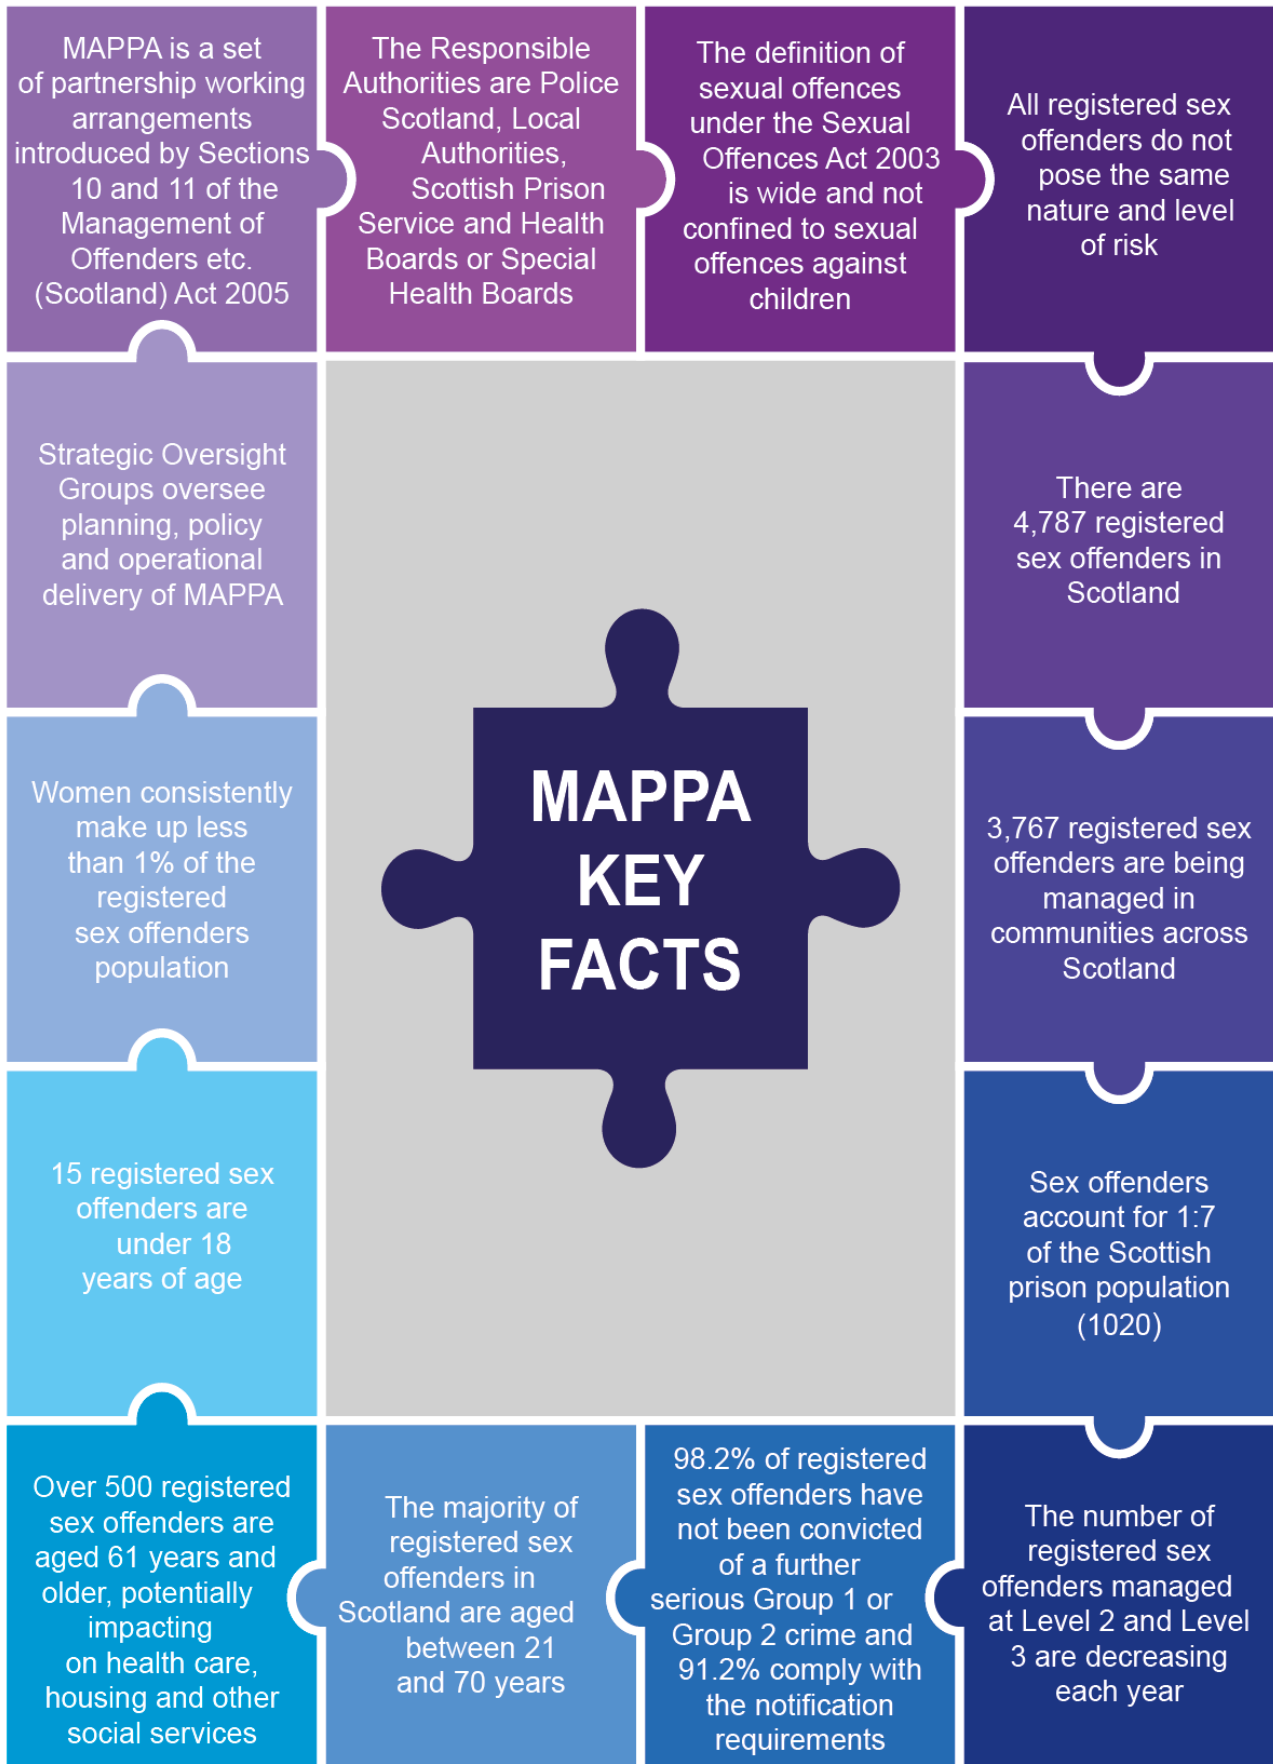 MAPPA is a set
of partnership working
arrangements
introduced by Sections
10 and 11 of the
Management of
Offenders etc.
(Scotland) Act 2005
The Responsible
Authorities are Police
Scotland, Local
Authorities,
Scottish Prison
Service and Health
Boards or Special
Health Boards
The definition of
sexual offences
under the Sexual
Offences Act 2003
is wide and not
confined to sexual
offences against
children
All registered sex
offenders do not
pose the same
nature and level
of risk
Strategic Oversight
Groups oversee
planning, policy
and operational
delivery of MAPPA
There are
4,787 registered
sex offenders in
Scotland
Women consistently
make up less
than 1% of the
registered
sex offenders
population
MAPPA
KEY
FACTS
3,767 registered sex
offenders are being
managed in
communities across
Scotland
15 registered sex
offenders are
under 18
years of age
Sex offenders
account for 1:7
of the Scottish
prison population
(1020)
Over 500 registered
sex offenders are
aged 61 years and
older, potentially
impacting
on health care,
housing and other
social services
The majority of
registered sex
offenders in
Scotland are aged
between 21
and 70 years
98.2% of registered
sex offenders have
not been convicted
of a further
serious Group 1 or
Group 2 crime and
91.2% comply with
the notification
requirements
The number of
registered sex
offenders managed
at Level 2 and Level
3 are decreasing
each year